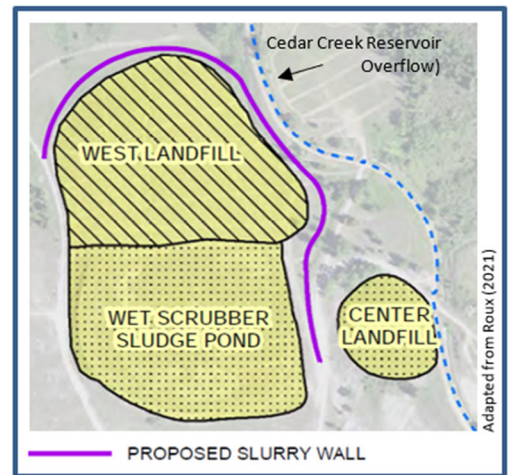 Cedar Creek Reservoir
Overflow)
WEST LANDFILL
WET SCRUBBER
SLUDGE POND
CENTER
LANDFILL
Adapted from Roux (2021)
PROPOSED SLURRY WALL